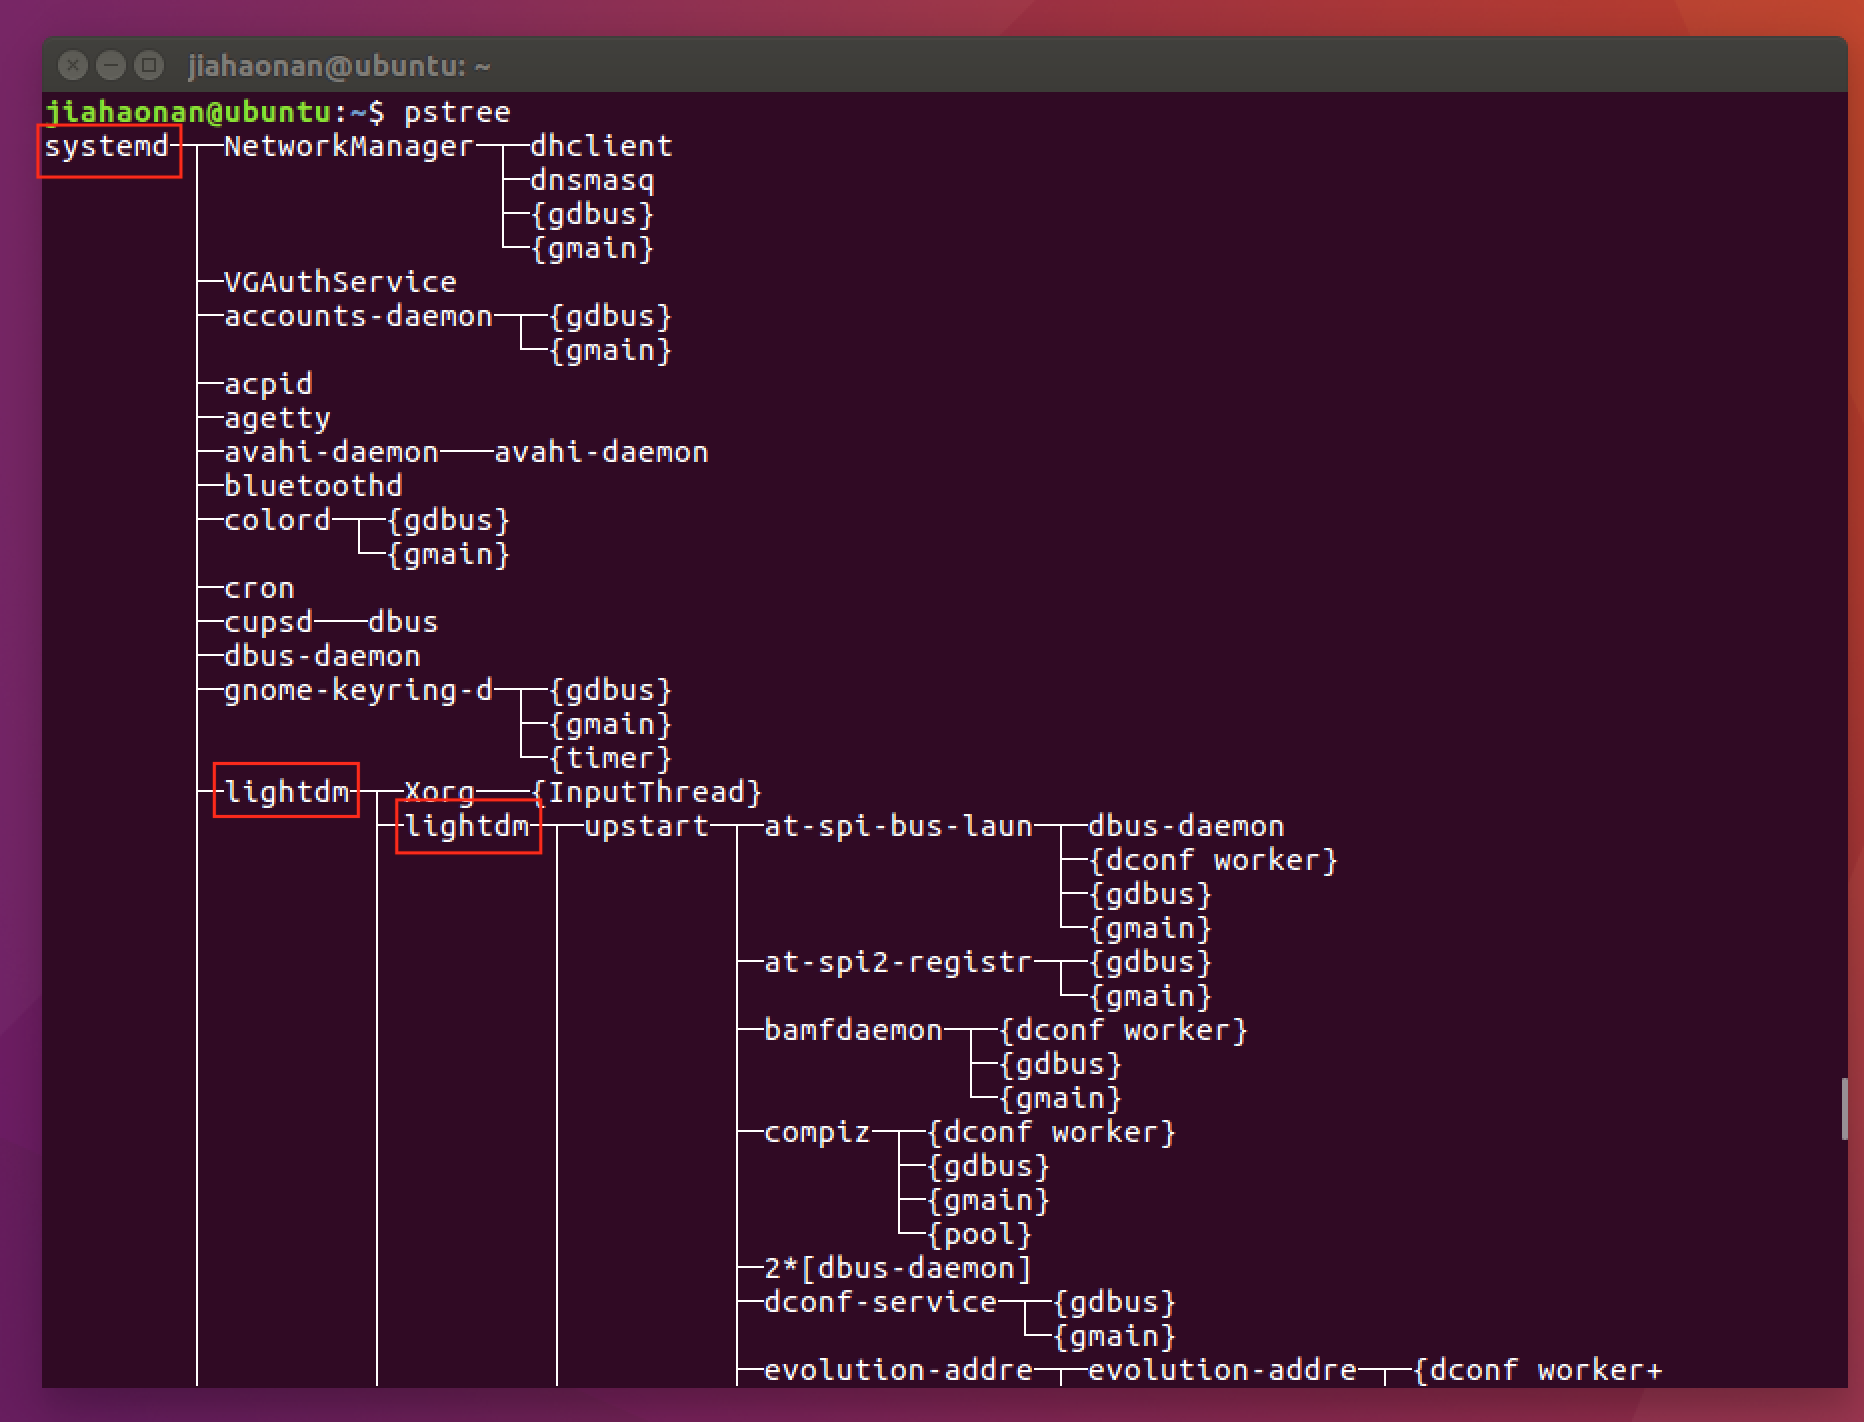 jiahaonan@ubuntu: ~
jiahaonan@ubuntu:~$ pstree
systemd─┬─NetworkManager─┬─dhclient
        │                ├─dnsmasq
        │                ├─{gdbus}
        │                └─{gmain}
        ├─VGAuthService
        ├─accounts-daemon─┬─{gdbus}
        │                 └─{gmain}
        ├─acpid
        ├─agetty
        ├─avahi-daemon───avahi-daemon
        ├─bluetoothd
        ├─colord─┬─{gdbus}
        │        └─{gmain}
        ├─cron
        ├─cupsd───dbus
        ├─dbus-daemon
        ├─gnome-keyring-d─┬─{gdbus}
        │                 ├─{gmain}
        │                 └─{timer}
        ├─lightdm─┬─Xorg───{InputThread}
        │         ├─lightdm─┬─upstart─┬─at-spi-bus-laun─┬─dbus-daemon
        │         │         │         │                 ├─{dconf worker}
        │         │         │         │                 ├─{gdbus}
        │         │         │         │                 └─{gmain}
        │         │         │         ├─at-spi2-registr─┬─{gdbus}
        │         │         │         │                 └─{gmain}
        │         │         │         ├─bamfdaemon─┬─{dconf worker}
        │         │         │         │            ├─{gdbus}
        │         │         │         │            └─{gmain}
        │         │         │         ├─compiz─┬─{dconf worker}
        │         │         │         │        ├─{gdbus}
        │         │         │         │        ├─{gmain}
        │         │         │         │        └─{pool}
        │         │         │         ├─2*[dbus-daemon]
        │         │         │         ├─dconf-service─┬─{gdbus}
        │         │         │         │               └─{gmain}
        │         │         │         ├─evolution-addre─┬─evolution-addre─┬─{dconf worker+